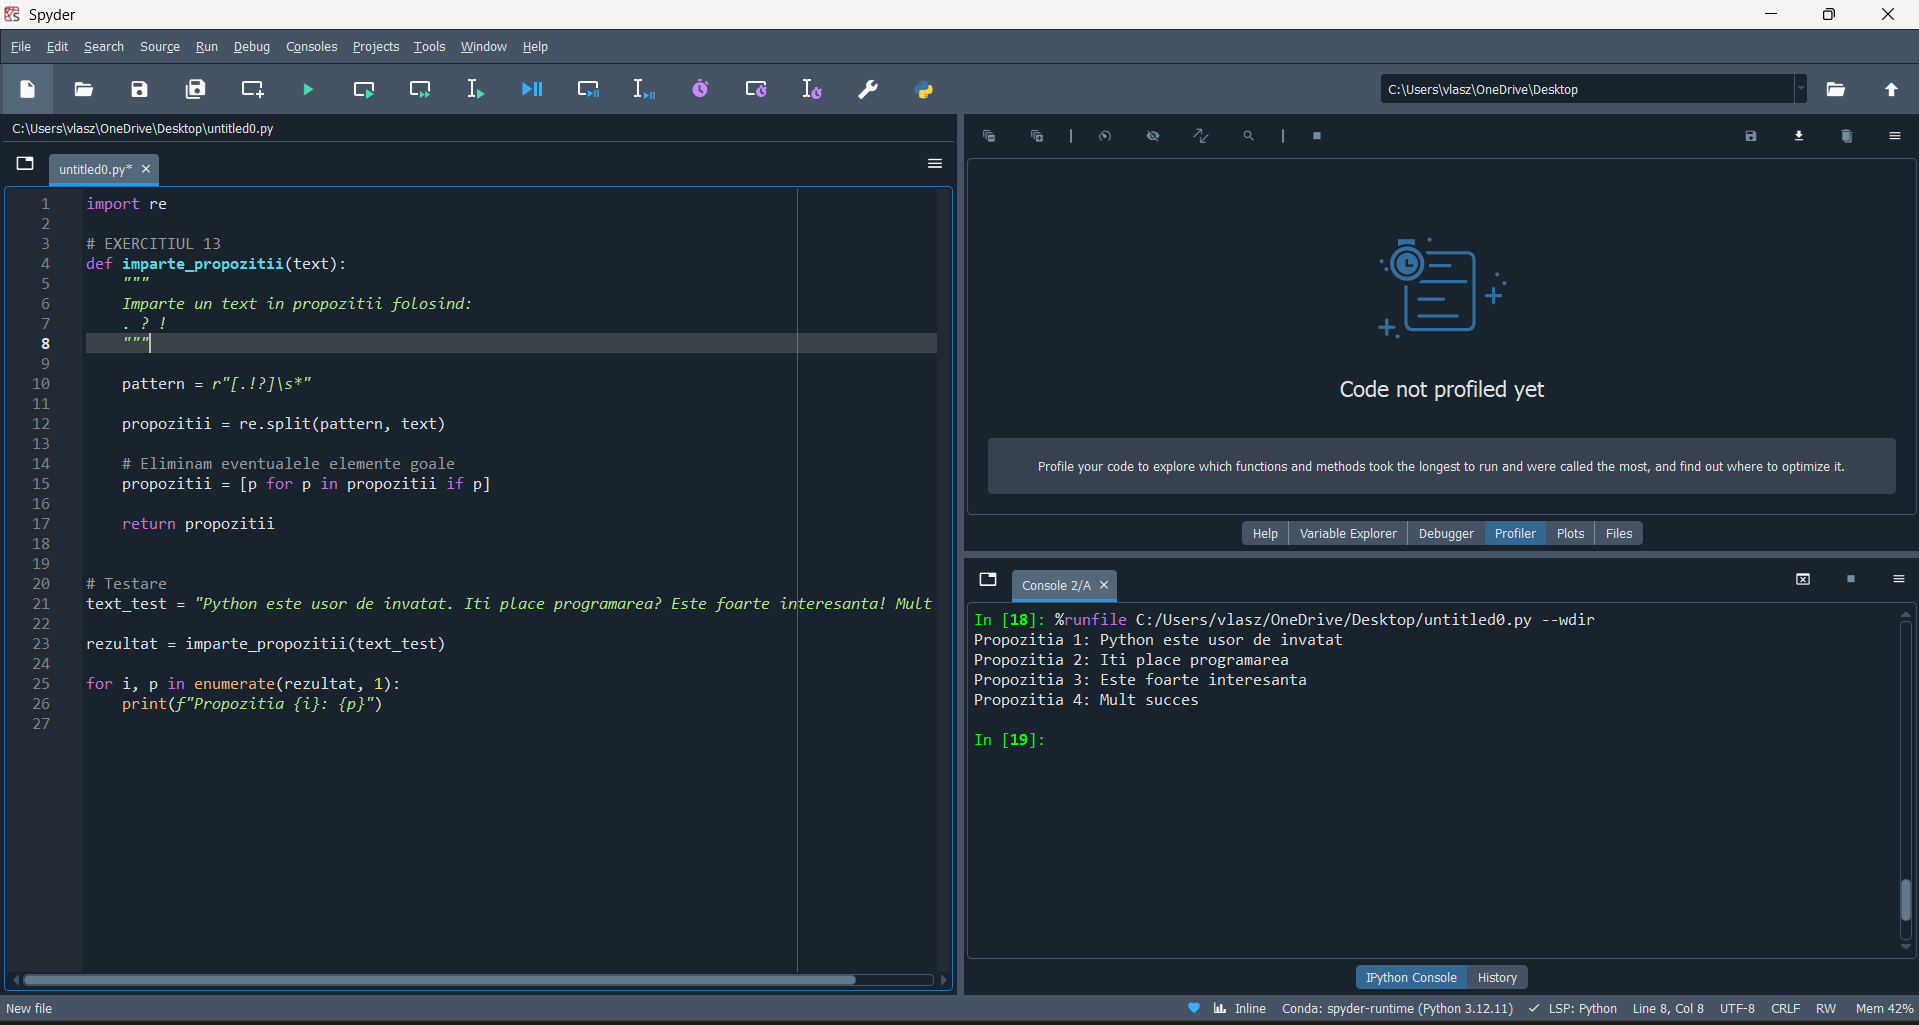 Spyder
File Edit Search Source Run Debug Consoles Projects Tools Window Help
C:\Users\vlasz\OneDrive\Desktop
C:\Users\vlasz\OneDrive\Desktop\untitled0.py
untitled0.py*
1 import re
2
3 # EXERCITIUL 13
4 def imparte_propozitii(text):
5 """
6 Imparte un text in propozitii folosind:
7 . ? !
8 """
9
10 pattern = r"[.!?]\s*"
11
12 propozitii = re.split(pattern, text)
13
14 # Eliminam eventualele elemente goale
15 propozitii = [p for p in propozitii if p]
16
17 return propozitii
18
19
20 # Testare
21 text_test = "Python este usor de invatat. Iti place programarea? Este foarte interesanta! Mult
22
23 rezultat = imparte_propozitii(text_test)
24
25 for i, p in enumerate(rezultat, 1):
26 print(f"Propozitia {i}: {p}")
27
Code not profiled yet
Profile your code to explore which functions and methods took the longest to run and were called the most, and find out where to optimize it.
Help Variable Explorer Debugger Profiler Plots Files
Console 2/A
In [18]: %runfile C:/Users/vlasz/OneDrive/Desktop/untitled0.py --wdir
Propozitia 1: Python este usor de invatat
Propozitia 2: Iti place programarea
Propozitia 3: Este foarte interesanta
Propozitia 4: Mult succes
In [19]:
IPython Console History
New file
Inline Conda: spyder-runtime (Python 3.12.11) LSP: Python Line 8, Col 8 UTF-8 CRLF RW Mem 42%